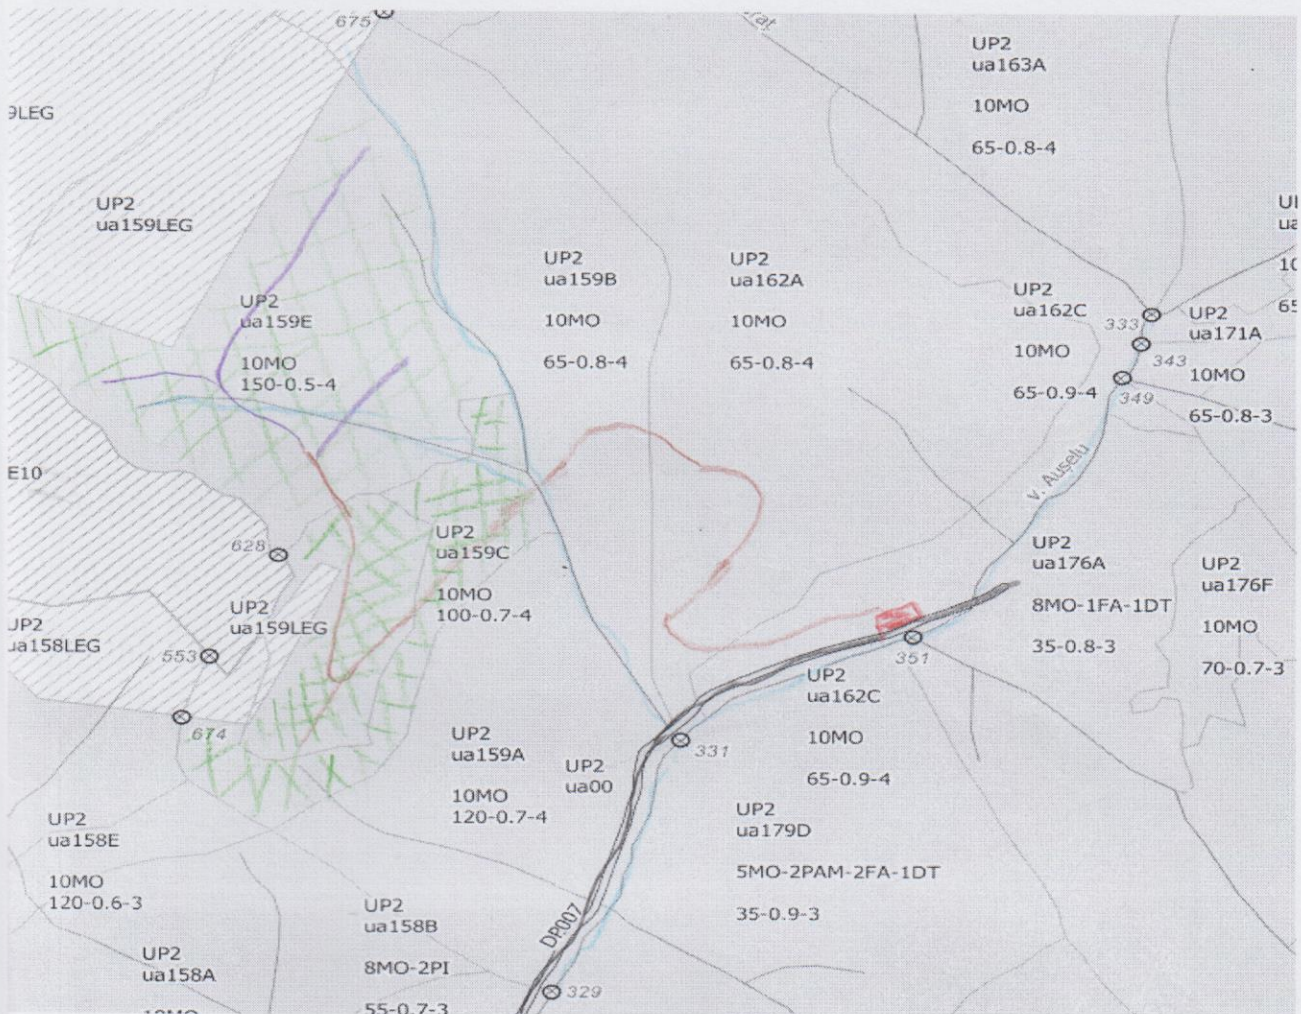 675
UP2
ua163A
10MO
65-0.8-4
9LEG
UP2
ua159LEG
UP2
ua159B
10MO
65-0.8-4
UP2
ua162A
10MO
65-0.8-4
UP2
ua159E
10MO
150-0.5-4
UP2
ua162C
10MO
65-0.9-4
333
343
349
UP2
ua171A
10MO
65-0.8-3
E10
v. Aușelu
628
UP2
ua159C
10MO
100-0.7-4
UP2
ua176A
8MO-1FA-1DT
35-0.8-3
UP2
ua176F
10MO
70-0.7-3
UP2
ua159LEG
553
674
351
UP2
ua162C
10MO
65-0.9-4
331
UP2
ua159A
10MO
120-0.7-4
UP2
ua00
UP2
ua179D
5MO-2PAM-2FA-1DT
35-0.9-3
UP2
ua158E
10MO
120-0.6-3
UP2
ua158B
8MO-2PI
55-0.7-3
UP2
ua158A
10MO
DP007
329